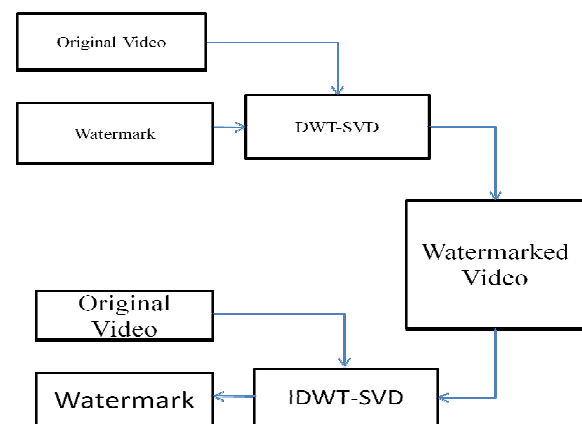 Original Video
Watermark
DWT-SVD
Watermarked
Video
Original
Video
Watermark
IDWT-SVD